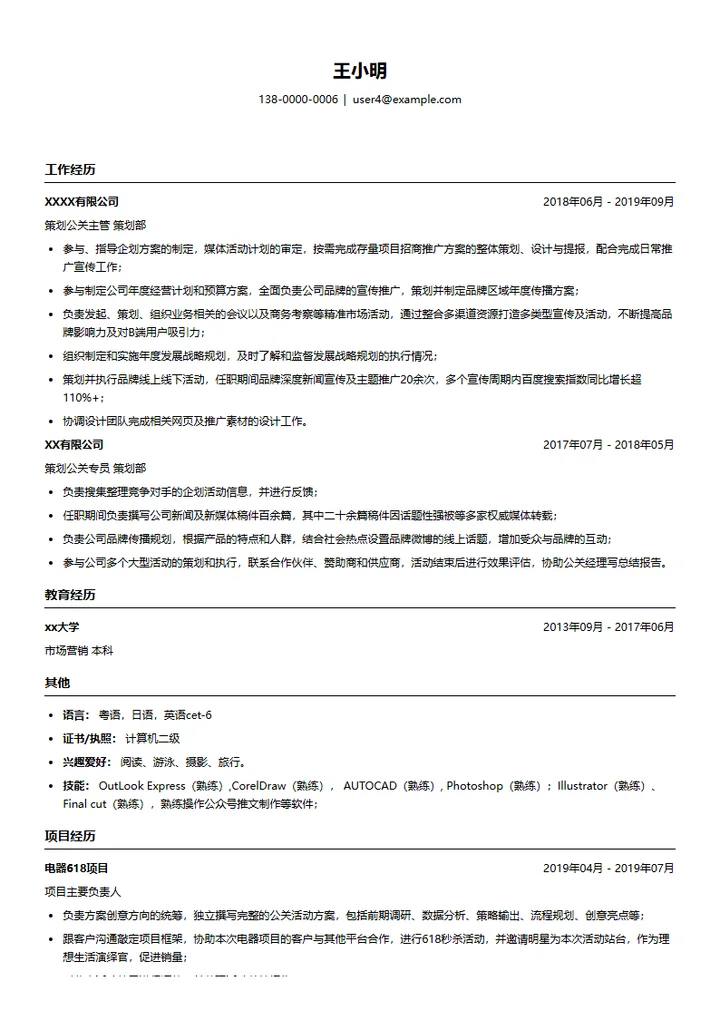 王小明
138-0000-0006 | user4@example.com
工作经历
XXXX有限公司 2018年06月 - 2019年09月
策划公关主管 策划部
• 参与、指导企划方案的制定，媒体活动计划的审定，按需完成存量项目招商推广方案的整体策划、设计与提报，配合完成日常推
广宣传工作；
• 参与制定公司年度经营计划和预算方案，全面负责公司品牌的宣传推广，策划并制定品牌区域年度传播方案；
• 负责发起、策划、组织业务相关的会议以及商务考察等精准市场活动，通过整合多渠道资源打造多类型宣传及活动，不断提高品
牌影响力及对B端用户吸引力；
• 组织制定和实施年度发展战略规划，及时了解和监督发展战略规划的执行情况；
• 策划并执行品牌线上线下活动，任职期间品牌深度新闻宣传及主题推广20余次，多个宣传周期内百度搜索指数同比增长超
110%+；
• 协调设计团队完成相关网页及推广素材的设计工作。
XX有限公司 2017年07月 - 2018年05月
策划公关专员 策划部
• 负责搜集整理竞争对手的企划活动信息，并进行反馈；
• 任职期间负责撰写公司新闻及新媒体稿件百余篇，其中二十余篇稿件因话题性强被等多家权威媒体转载；
• 负责公司品牌传播规划，根据产品的特点和人群，结合社会热点设置品牌微博的线上话题，增加受众与品牌的互动；
• 参与公司多个大型活动的策划和执行，联系合作伙伴、赞助商和供应商，活动结束后进行效果评估，协助公关经理写总结报告。
教育经历
xx大学 2013年09月 - 2017年06月
市场营销 本科
其他
• 语言： 粤语，日语，英语cet-6
• 证书/执照： 计算机二级
• 兴趣爱好： 阅读、游泳、摄影、旅行。
• 技能： OutLook Express（熟练）,CorelDraw（熟练）， AUTOCAD（熟练）, Photoshop（熟练）；Illustrator（熟练）、
Final cut（熟练），熟练操作公众号推文制作等软件；
项目经历
电器618项目 2019年04月 - 2019年07月
项目主要负责人
• 负责方案创意方向的统筹，独立撰写完整的公关活动方案，包括前期调研、数据分析、策略输出、流程规划、创意亮点等；
• 跟客户沟通敲定项目框架，协助本次电器项目的客户与其他平台合作，进行618秒杀活动，并邀请明星为本次活动站台，作为理
想生活演绎官，促进销量；